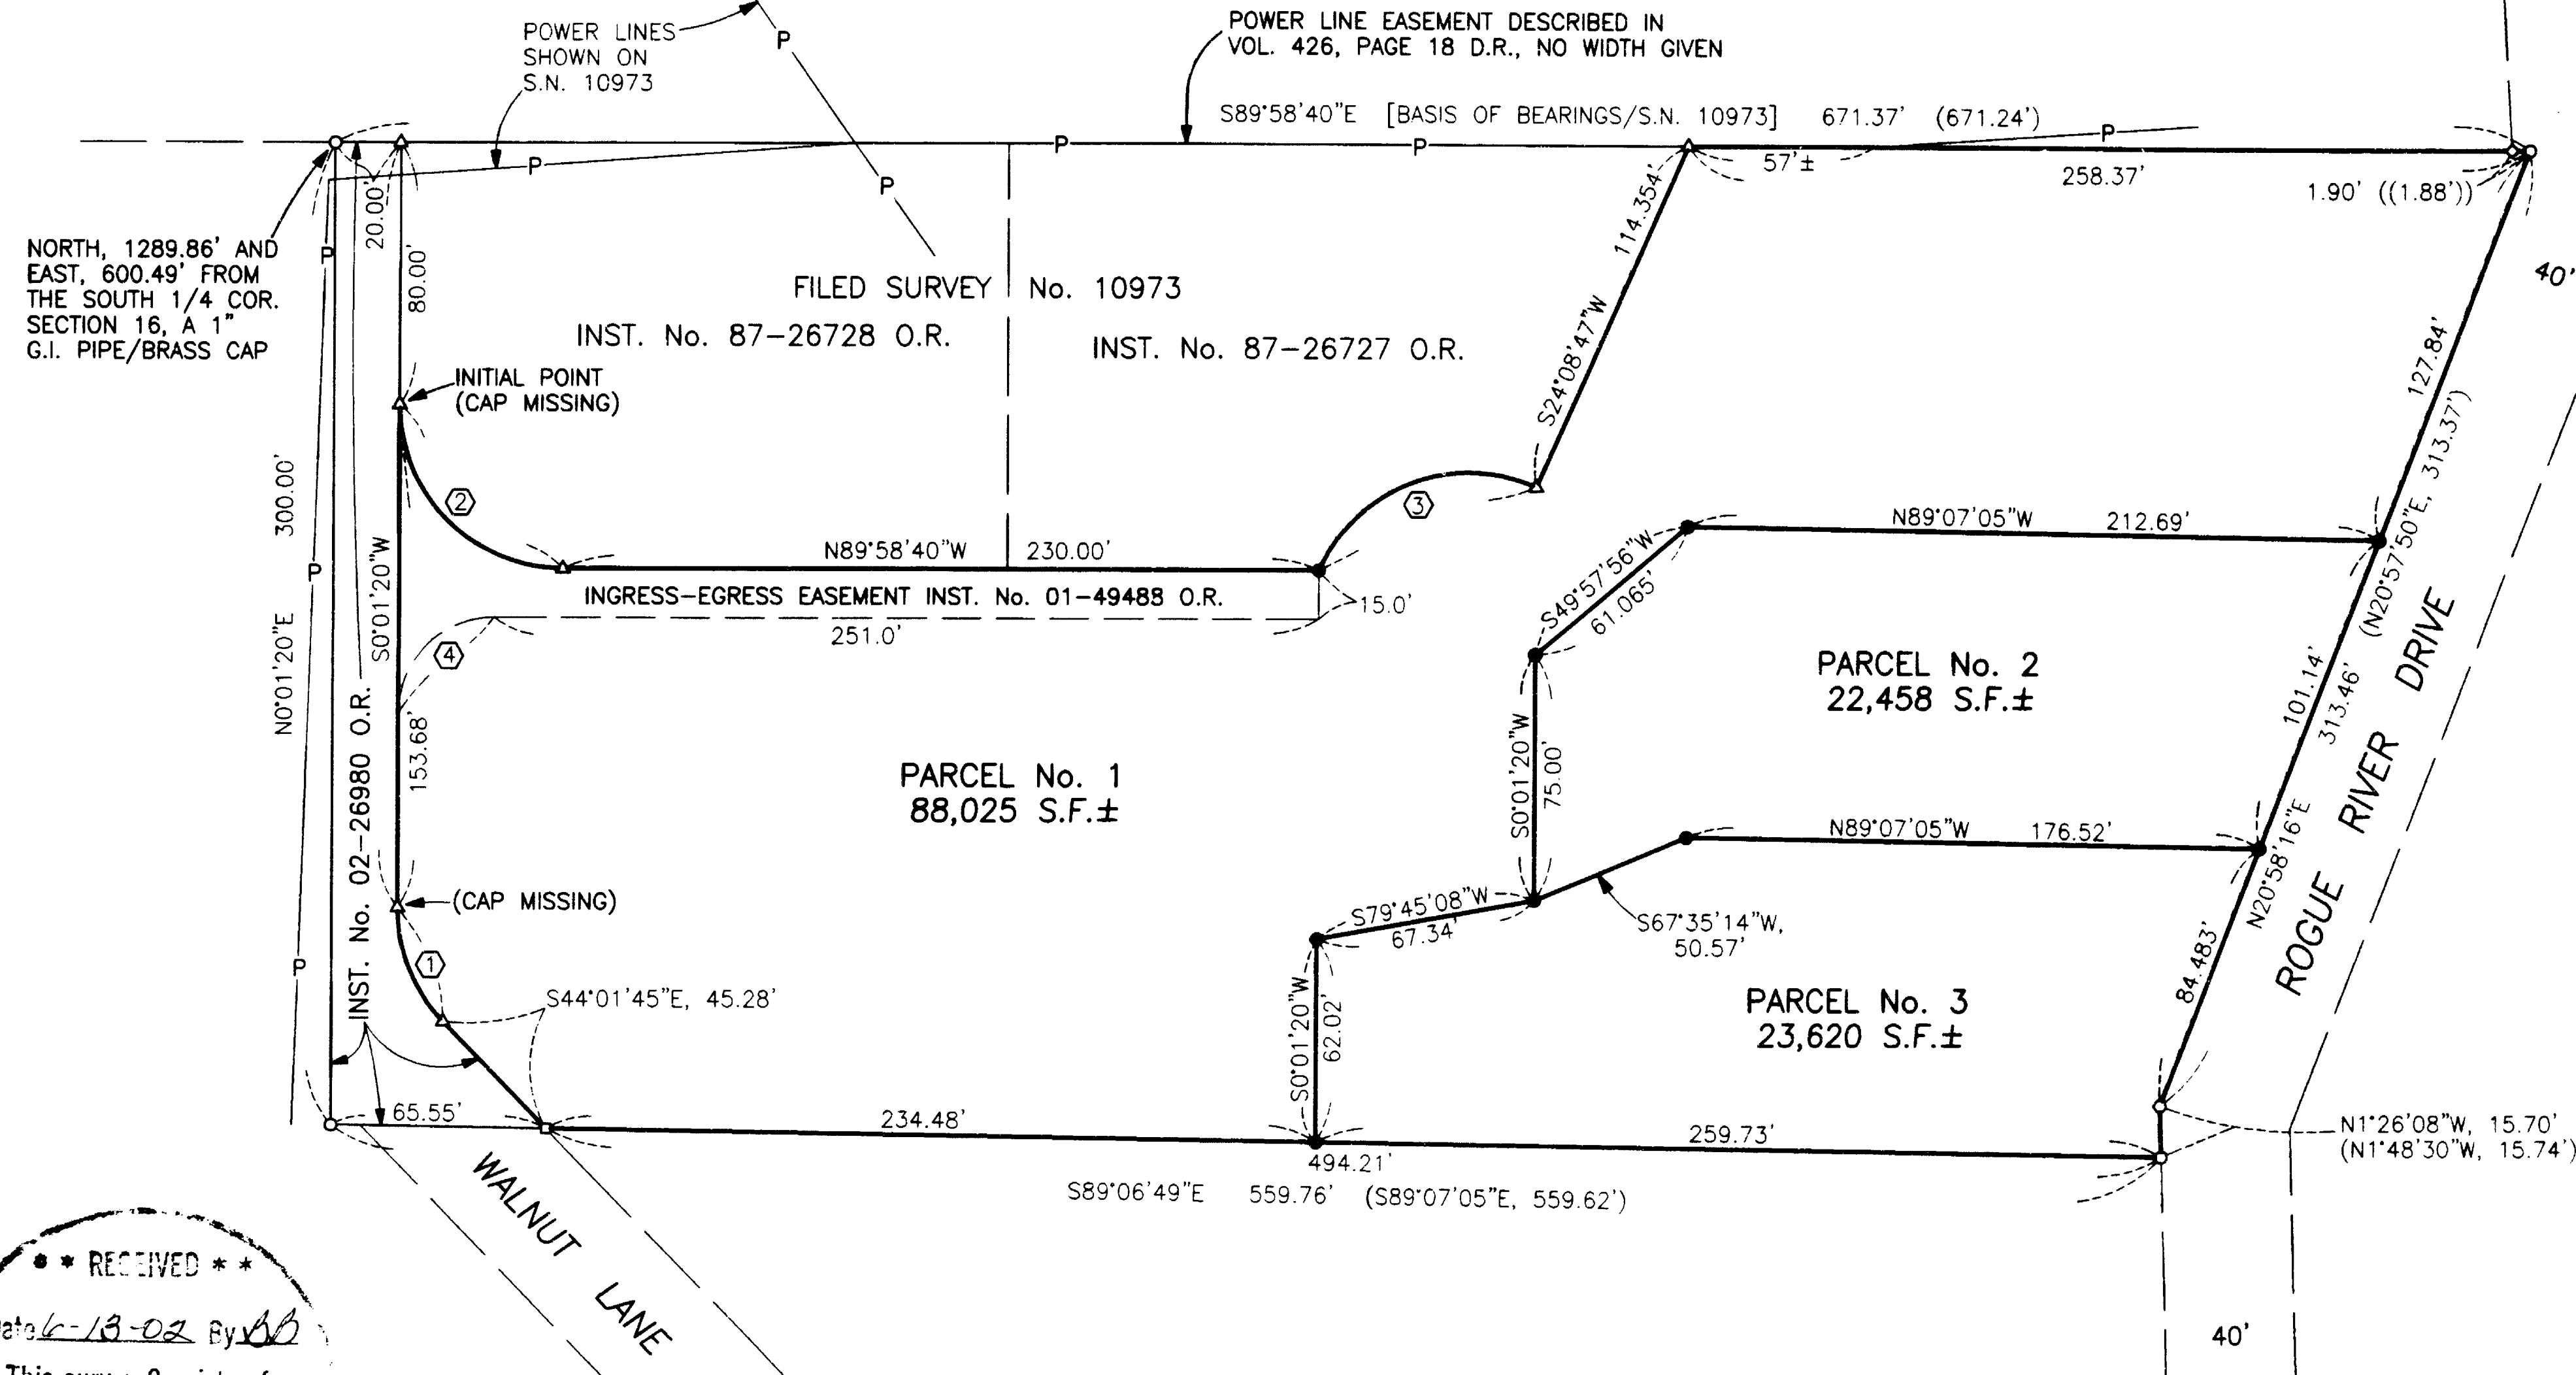 POWER LINES
SHOWN ON
S.N. 10973
POWER LINE EASEMENT DESCRIBED IN
VOL. 426, PAGE 18 D.R., NO WIDTH GIVEN
S89°58'40"E [BASIS OF BEARINGS/S.N. 10973] 671.37' (671.24')
P
P
P
P
P
P
P
P
P
P
57'±
258.37'
1.90' ((1.88'))
20.00'
80.00'
114.354'
S24°08'47"W
NORTH, 1289.86' AND
EAST, 600.49' FROM
THE SOUTH 1/4 COR.
SECTION 16, A 1"
G.I. PIPE/BRASS CAP
FILED SURVEY No. 10973
INST. No. 87-26728 O.R.
INST. No. 87-26727 O.R.
40'
INITIAL POINT
(CAP MISSING)
127.84'
(N20°57'50"E, 313.37')
2
3
N0°01'20"E 300.00'
S0°01'20"W
153.68'
N89°58'40"W 230.00'
INGRESS-EGRESS EASEMENT INST. No. 01-49488 O.R.
15.0'
251.0'
4
N89°07'05"W 212.69'
S49°57'56"W
61.065'
PARCEL No. 2
22,458 S.F.±
101.14'
313.46'
N20°58'16"E
ROGUE RIVER DRIVE
INST. No. 02-26980 O.R.
PARCEL No. 1
88,025 S.F.±
S0°01'20"W
75.00'
N89°07'05"W 176.52'
(CAP MISSING)
S79°45'08"W
67.34'
S67°35'14"W,
50.57'
1
S44°01'45"E, 45.28'
S0°01'20"W
62.02'
PARCEL No. 3
23,620 S.F.±
84.483'
65.55'
234.48'
259.73'
494.21'
N1°26'08"W, 15.70'
(N1°48'30"W, 15.74')
S89°06'49"E 559.76' (S89°07'05"E, 559.62')
WALNUT LANE
40'
* * RECEIVED * *
ate 6-13-02 By BB
This